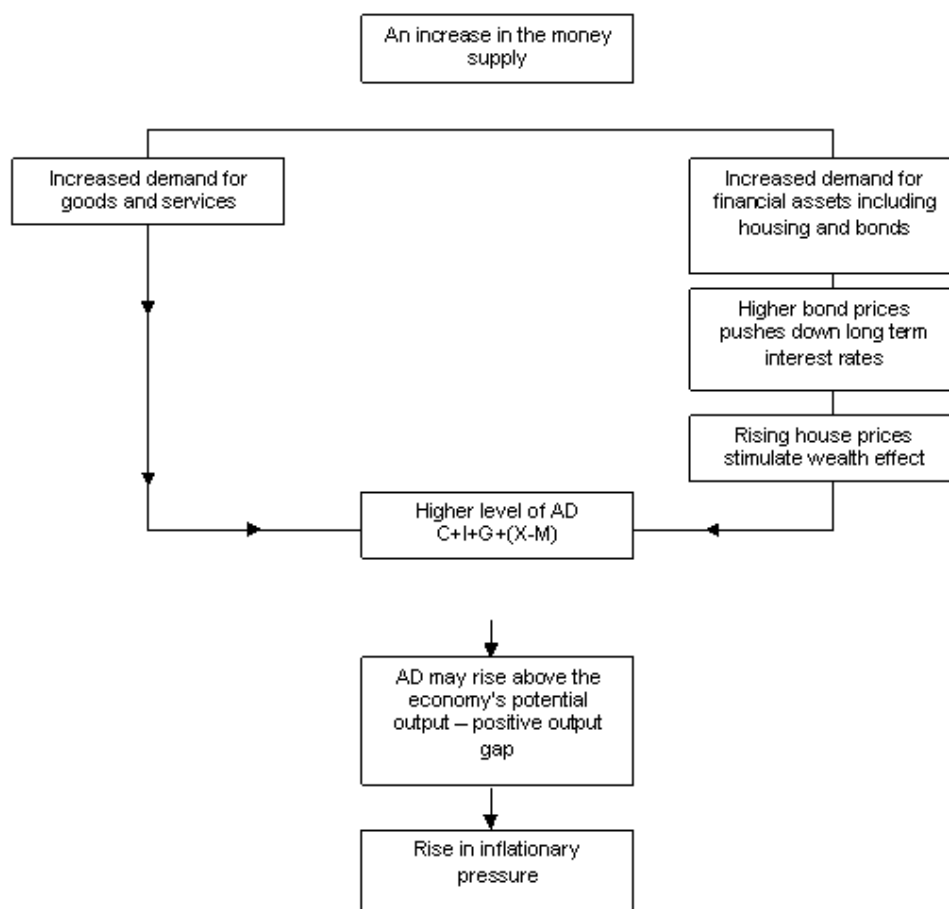 An increase in the money
supply
Increased demand for
goods and services
Increased demand for
financial assets including
housing and bonds
Higher bond prices
pushes down long term
interest rates
Rising house prices
stimulate wealth effect
Higher level of AD
C+I+G+(X-M)
AD may rise above the
economy's potential
output – positive output
gap
Rise in inflationary
pressure